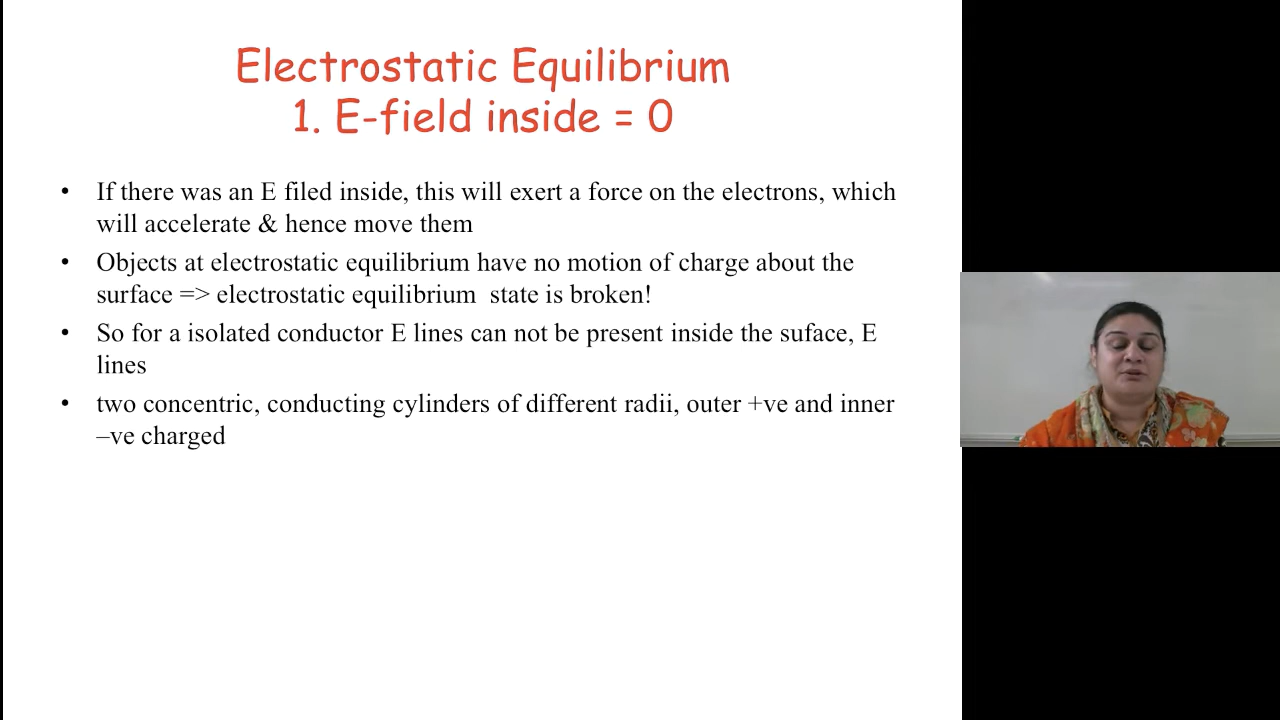 Electrostatic Equilibrium
1. E-field inside = 0
• If there was an E filed inside, this will exert a force on the electrons, which
will accelerate & hence move them
• Objects at electrostatic equilibrium have no motion of charge about the
surface => electrostatic equilibrium  state is broken!
• So for a isolated conductor E lines can not be present inside the suface, E
lines
• two concentric, conducting cylinders of different radii, outer +ve and inner
–ve charged